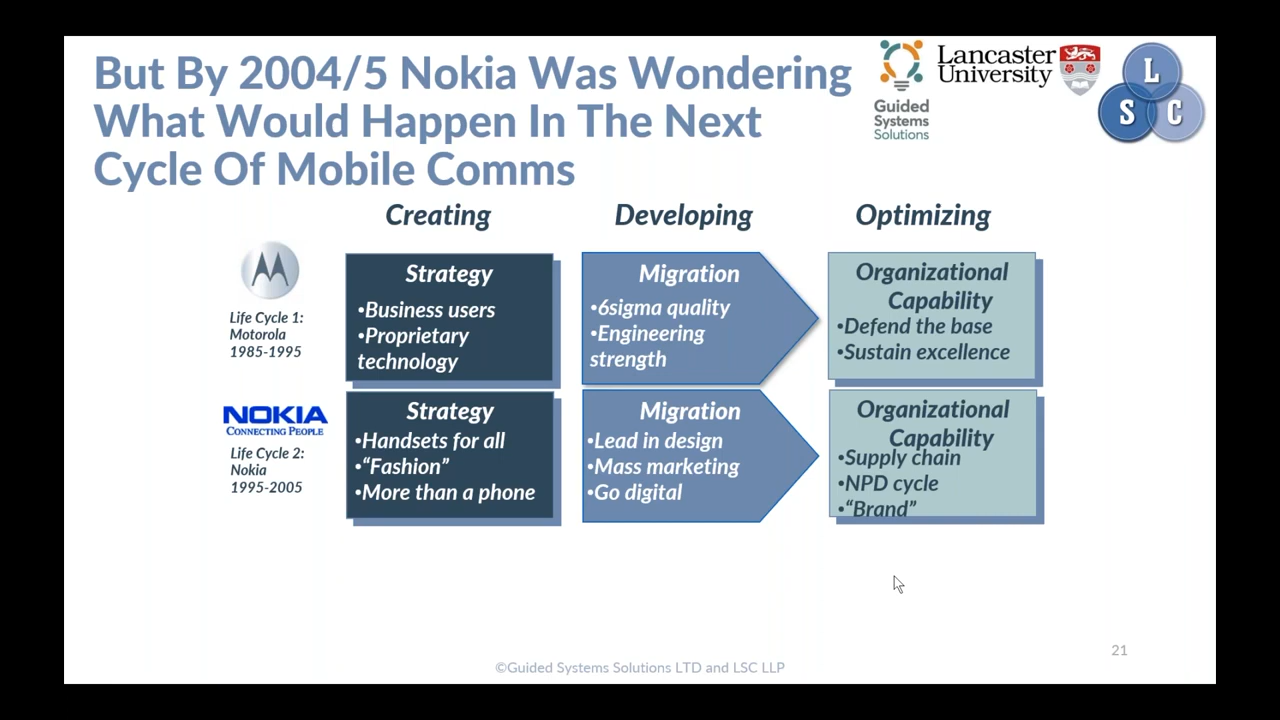 But By 2004/5 Nokia Was Wondering
What Would Happen In The Next
Cycle Of Mobile Comms
Guided
Systems
Solutions
Lancaster
University
L
S C
Creating Developing Optimizing
Life Cycle 1:
Motorola
1985-1995
Strategy
•Business users
•Proprietary
technology
Migration
•6sigma quality
•Engineering
strength
Organizational
Capability
•Defend the base
•Sustain excellence
NOKIA
CONNECTING PEOPLE
Life Cycle 2:
Nokia
1995-2005
Strategy
•Handsets for all
•“Fashion”
•More than a phone
Migration
•Lead in design
•Mass marketing
•Go digital
Organizational
Capability
•Supply chain
•NPD cycle
•“Brand”
21
©Guided Systems Solutions LTD and LSC LLP